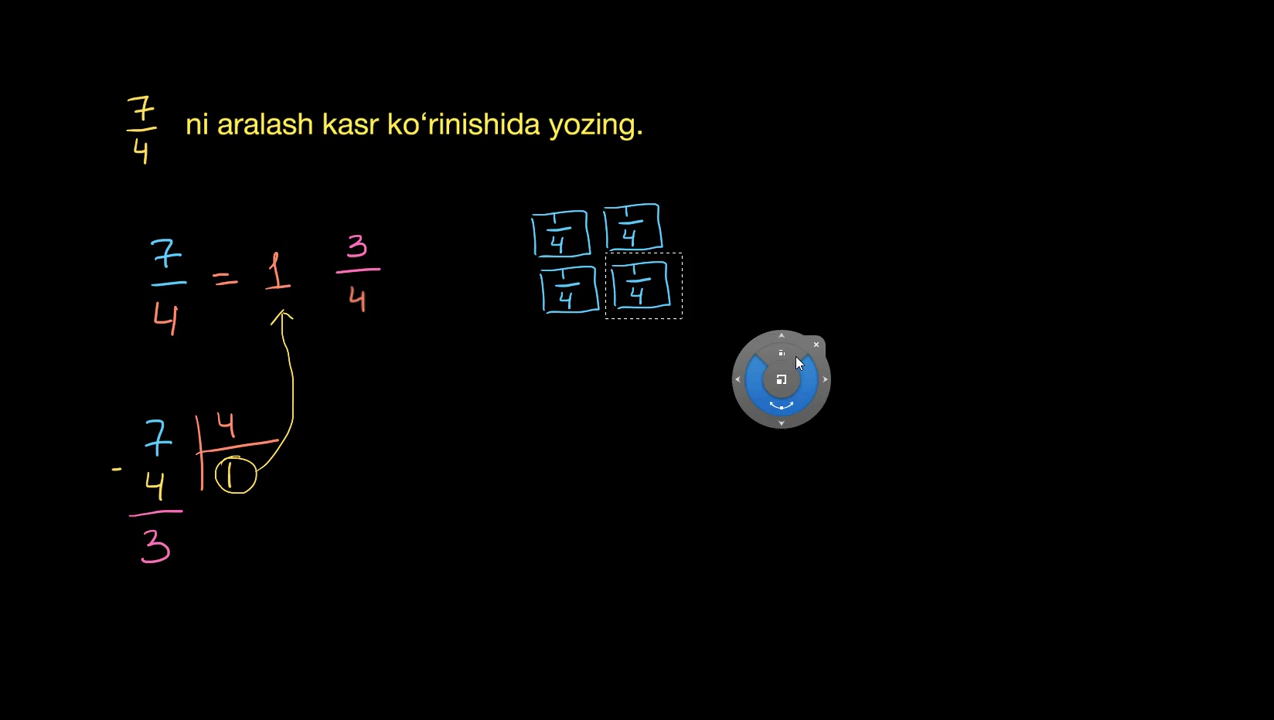 7/4 ni aralash kasr ko‘rinishida yozing.
7/4 = 1 3/4
1/4 1/4
1/4 1/4
7 | 4
- 4 | 1
3